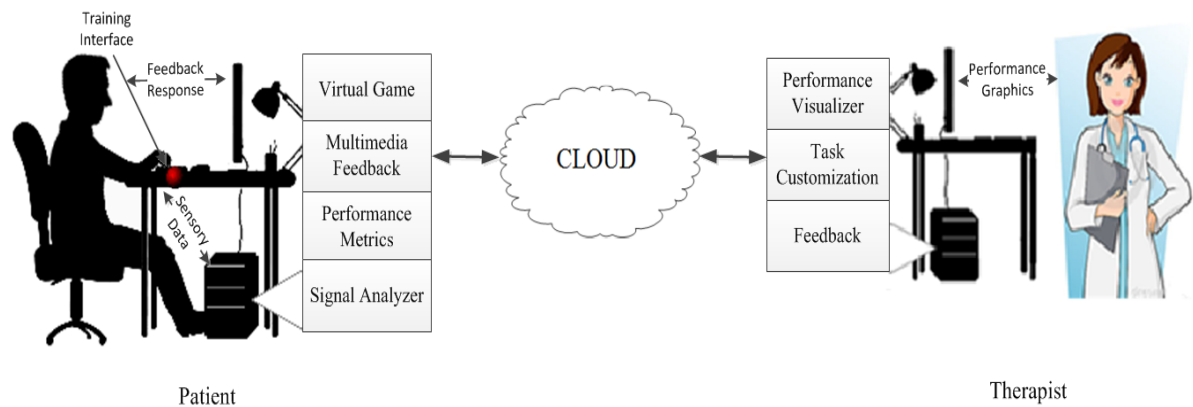 Training
Interface
Feedback
Response
Sensory
Data
Virtual Game
Multimedia
Feedback
Performance
Metrics
Signal Analyzer
CLOUD
Performance
Visualizer
Task
Customization
Feedback
Performance
Graphics
Patient
Therapist